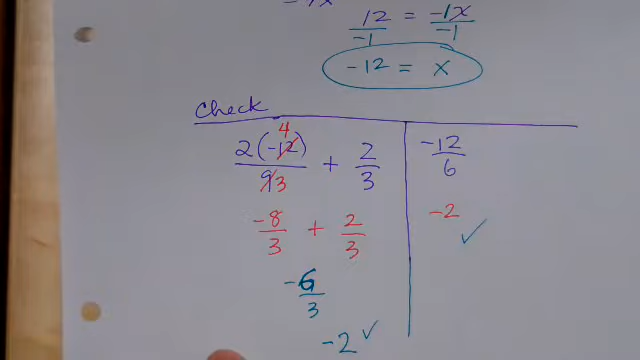 12/-1 = -1x/-1
-12 = x
Check
2(-12)/9 + 2/3
-12/6
4
3
-8/3 + 2/3
-2 ✓
-6/3
-2 ✓